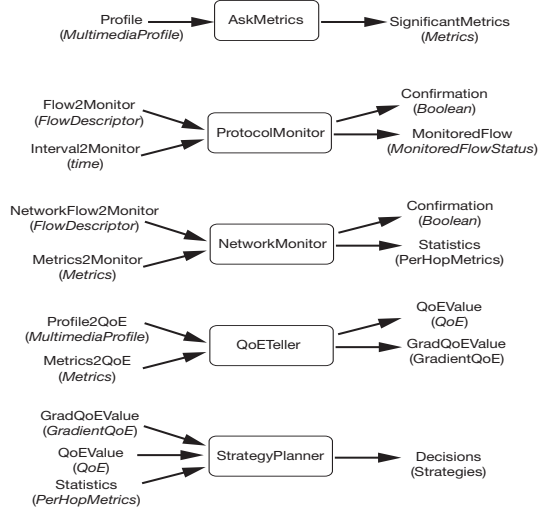 Profile
(MultimediaProfile)
AskMetrics
SignificantMetrics
(Metrics)
Flow2Monitor
(FlowDescriptor)
Interval2Monitor
(time)
ProtocolMonitor
Confirmation
(Boolean)
MonitoredFlow
(MonitoredFlowStatus)
NetworkFlow2Monitor
(FlowDescriptor)
Metrics2Monitor
(Metrics)
NetworkMonitor
Confirmation
(Boolean)
Statistics
(PerHopMetrics)
Profile2QoE
(MultimediaProfile)
Metrics2QoE
(Metrics)
QoETeller
QoEValue
(QoE)
GradQoEValue
(GradientQoE)
GradQoEValue
(GradientQoE)
QoEValue
(QoE)
Statistics
(PerHopMetrics)
StrategyPlanner
Decisions
(Strategies)